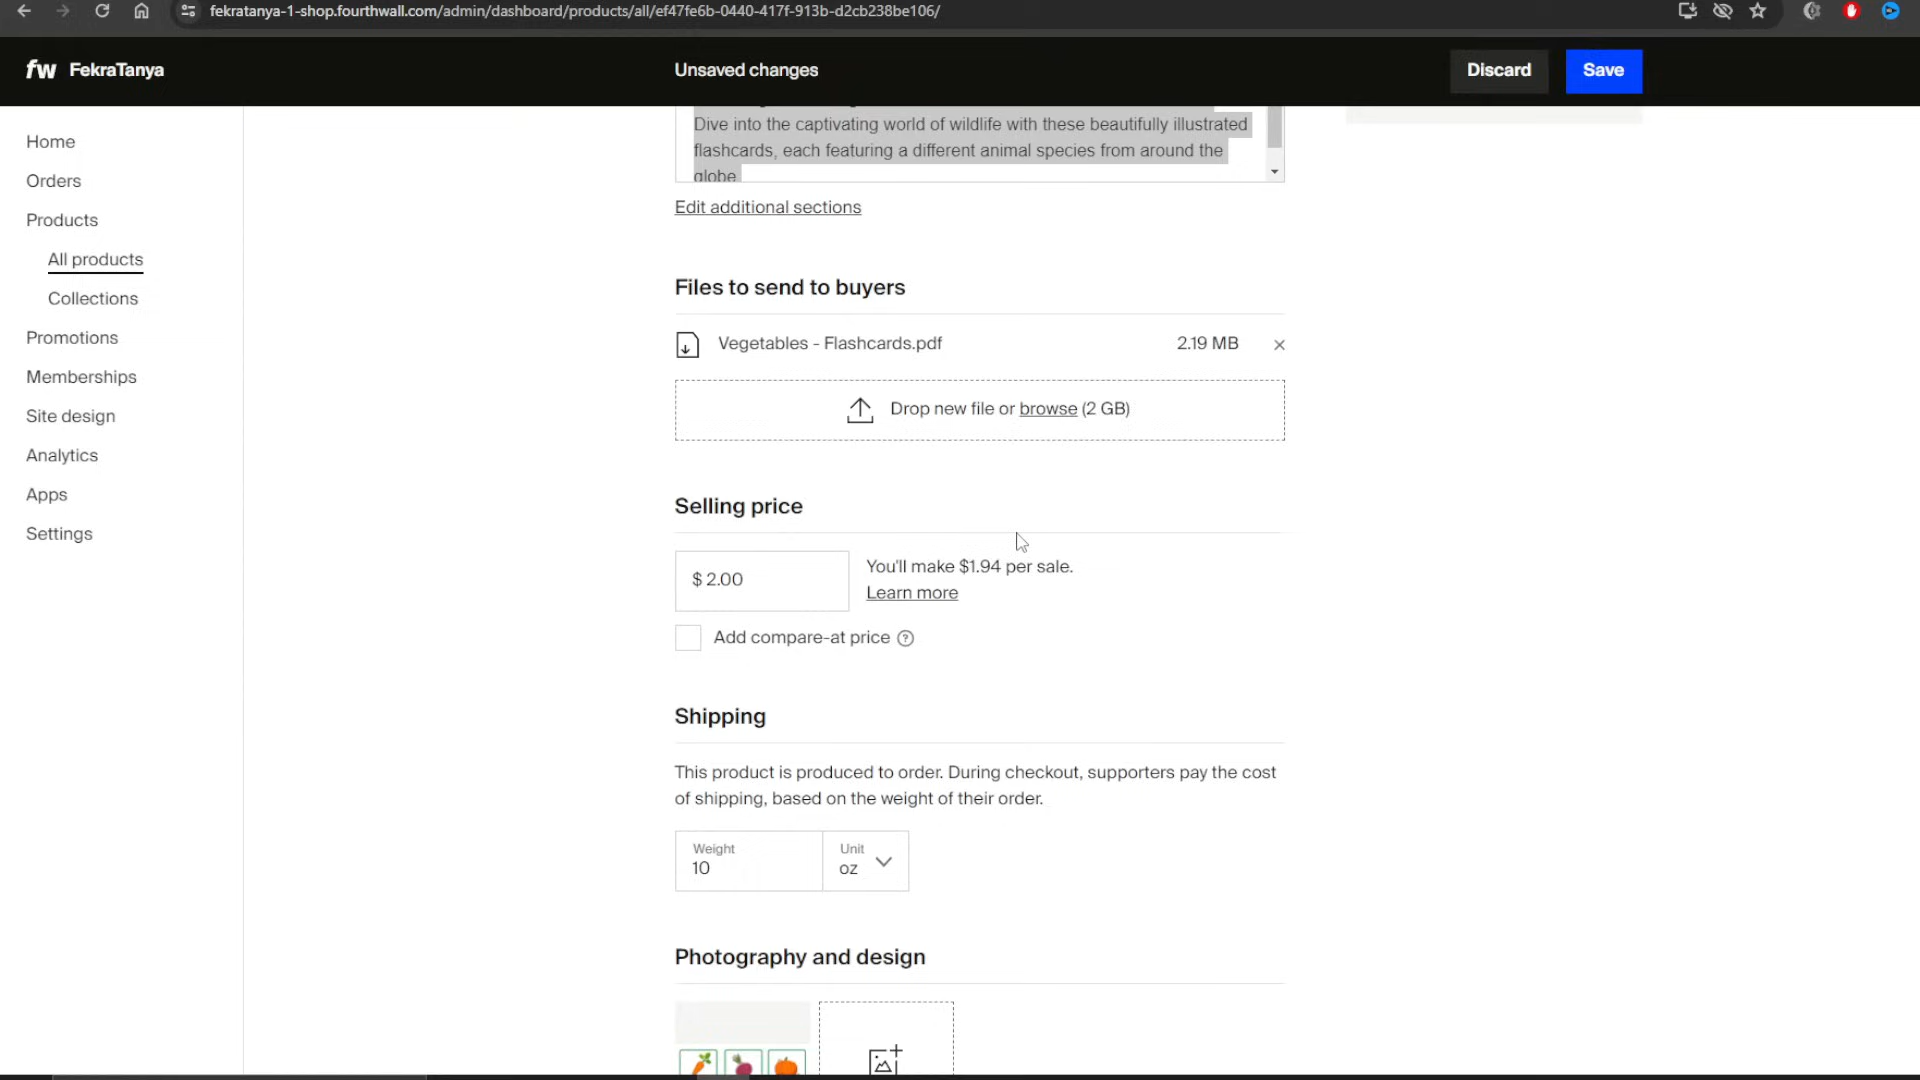 fekratanya-1-shop.fourthwall.com/admin/dashboard/products/all/ef47fe6b-0440-417f-913b-d2cb238be106/
fw FekraTanya
Unsaved changes
Discard
Save
Home
Orders
Products
All products
Collections
Promotions
Memberships
Site design
Analytics
Apps
Settings
Dive into the captivating world of wildlife with these beautifully illustrated
flashcards, each featuring a different animal species from around the
globe
Edit additional sections
Files to send to buyers
Vegetables - Flashcards.pdf 2.19 MB
Drop new file or browse (2 GB)
Selling price
$ 2.00
You'll make $1.94 per sale.
Learn more
Add compare-at price ?
Shipping
This product is produced to order. During checkout, supporters pay the cost
of shipping, based on the weight of their order.
Weight
10
Unit
oz
Photography and design